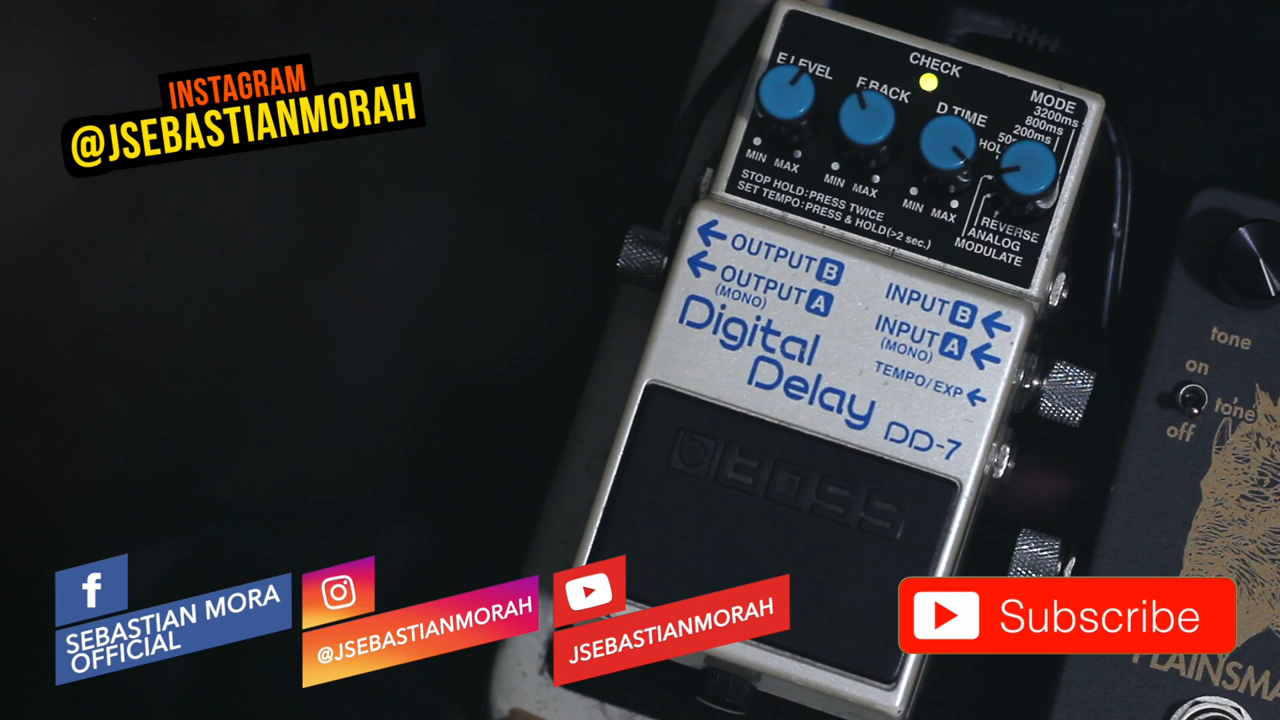 INSTAGRAM
@JSEBASTIANMORAH
CHECK
E.LEVEL
F.BACK
D.TIME
MODE
3200ms
800ms
200ms
MIN MAX
MIN MAX
MIN MAX
STOP HOLD:PRESS TWICE
SET TEMPO:PRESS & HOLD(>2 sec.)
REVERSE
ANALOG
MODULATE
OUTPUT B
OUTPUT A
(MONO)
INPUT B
INPUT A
(MONO)
TEMPO/EXP
Digital
Delay
DD-7
BOSS
tone
on
tone
off
SEBASTIAN MORA
OFFICIAL
@JSEBASTIANMORAH
JSEBASTIANMORAH
Subscribe